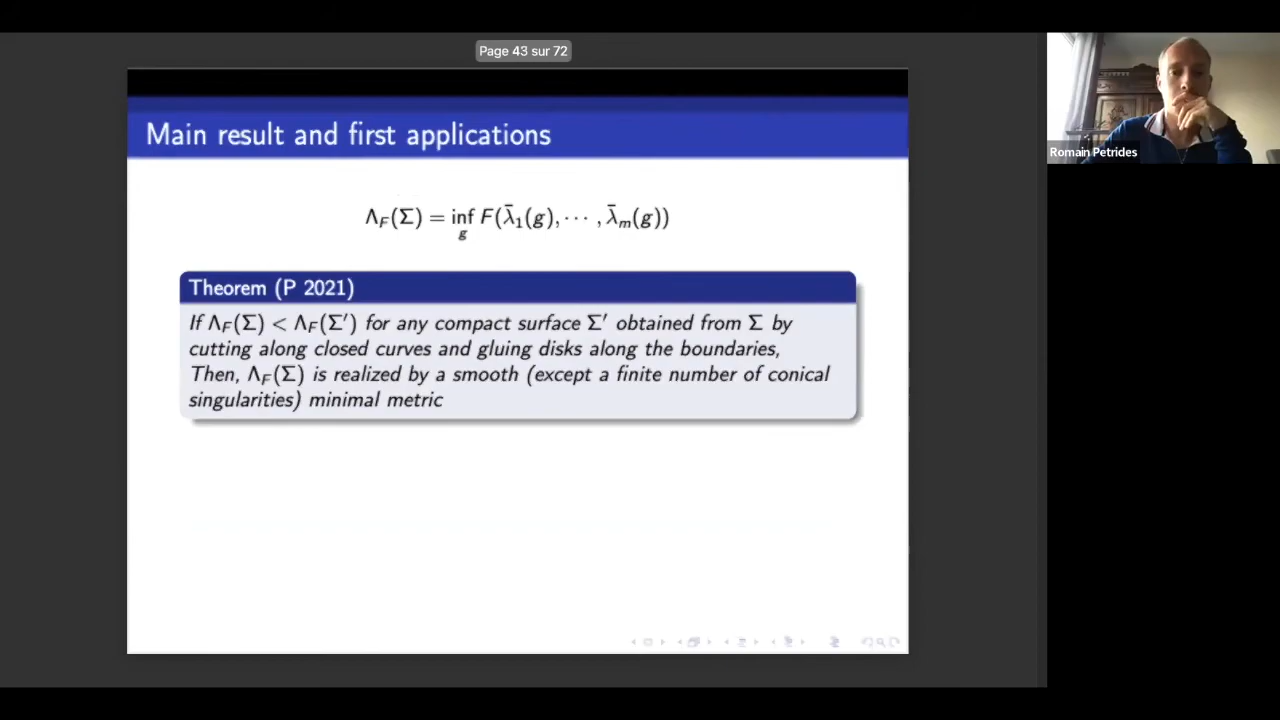 Page 43 sur 72
Romain Petrides
Main result and first applications
Λ_F(Σ) = inf_g F(λ̄₁(g), ··· , λ̄_m(g))
Theorem (P 2021)
If Λ_F(Σ) < Λ_F(Σ′) for any compact surface Σ′ obtained from Σ by
cutting along closed curves and gluing disks along the boundaries,
Then, Λ_F(Σ) is realized by a smooth (except a finite number of conical
singularities) minimal metric